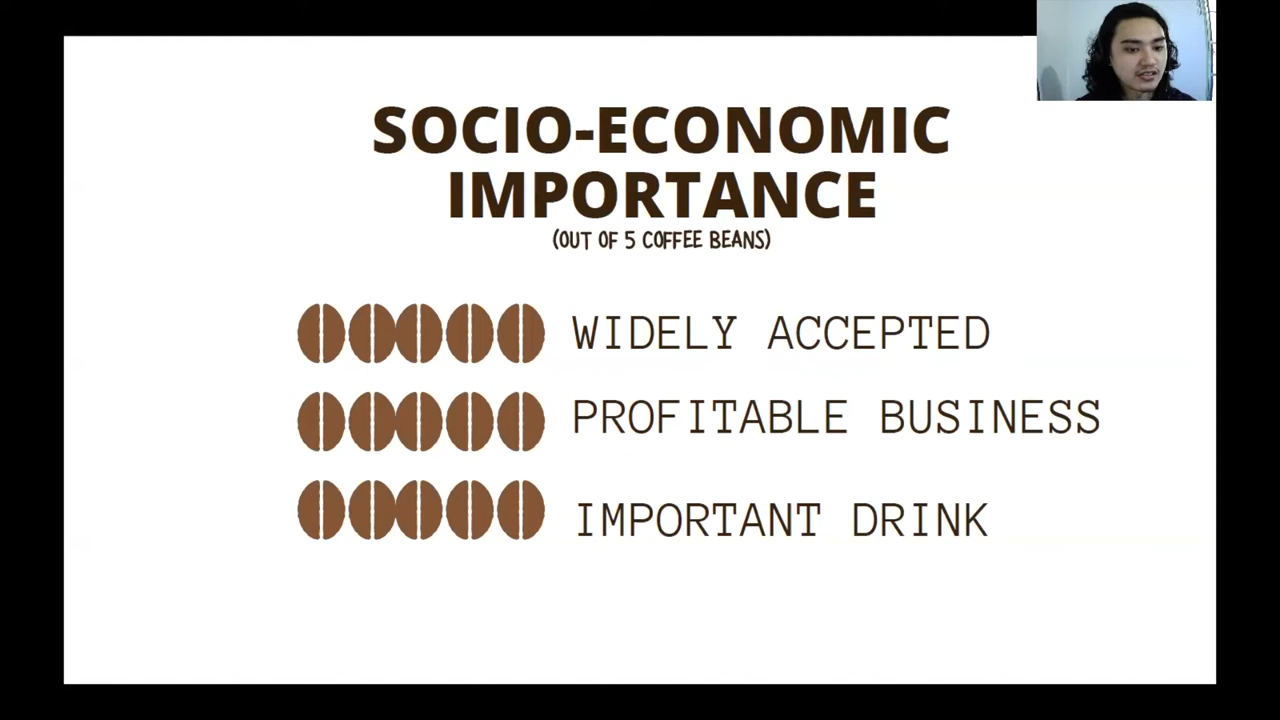 SOCIO-ECONOMIC
IMPORTANCE
(OUT OF 5 COFFEE BEANS)
WIDELY ACCEPTED
PROFITABLE BUSINESS
IMPORTANT DRINK